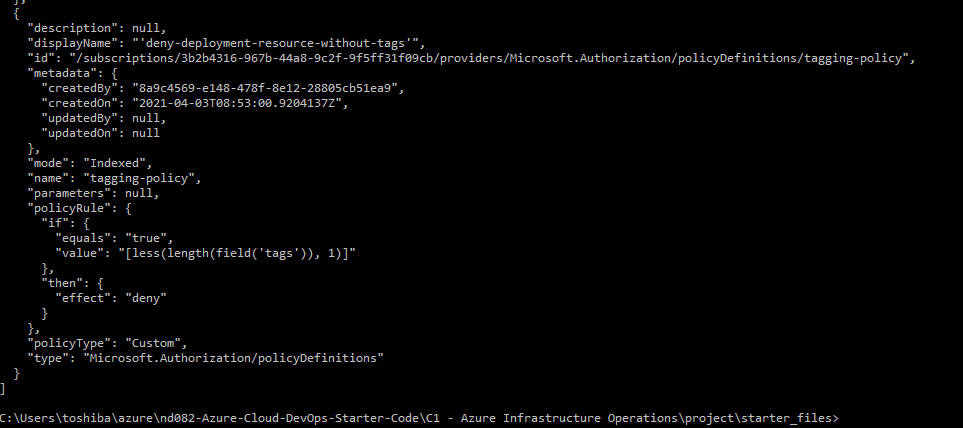 },
{
"description": null,
"displayName": "'deny-deployment-resource-without-tags'",
"id": "/subscriptions/3b2b4316-967b-44a8-9c2f-9f5ff31f09cb/providers/Microsoft.Authorization/policyDefinitions/tagging-policy",
"metadata": {
"createdBy": "8a9c4569-e148-478f-8e12-28805cb51ea9",
"createdOn": "2021-04-03T08:53:00.9204137Z",
"updatedBy": null,
"updatedOn": null
},
"mode": "Indexed",
"name": "tagging-policy",
"parameters": null,
"policyRule": {
"if": {
"equals": "true",
"value": "[less(length(field('tags')), 1)]"
},
"then": {
"effect": "deny"
}
},
"policyType": "Custom",
"type": "Microsoft.Authorization/policyDefinitions"
}
]
C:\Users\toshiba\azure\nd082-Azure-Cloud-DevOps-Starter-Code\C1 - Azure Infrastructure Operations\project\starter_files>